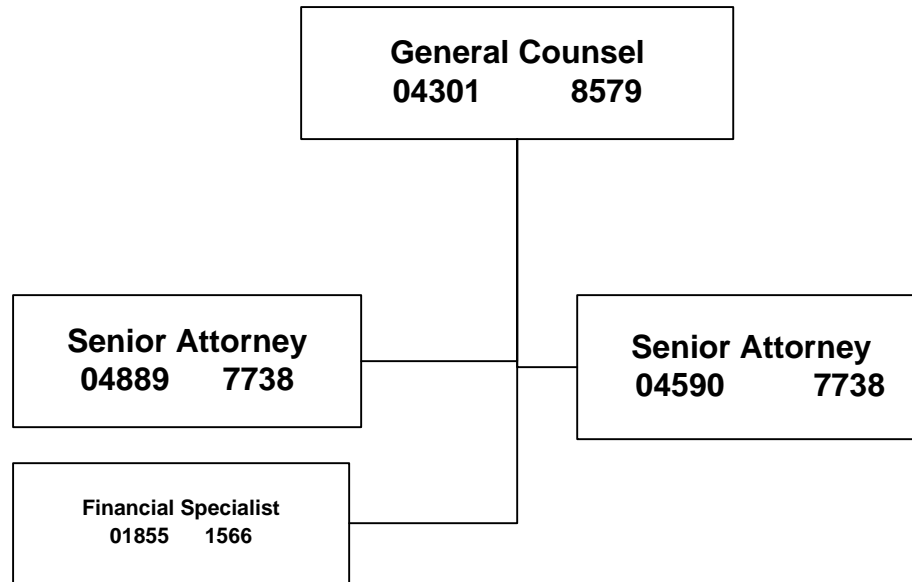 General Counsel
04301 8579
Senior Attorney
04889 7738
Senior Attorney
04590 7738
Financial Specialist
01855 1566